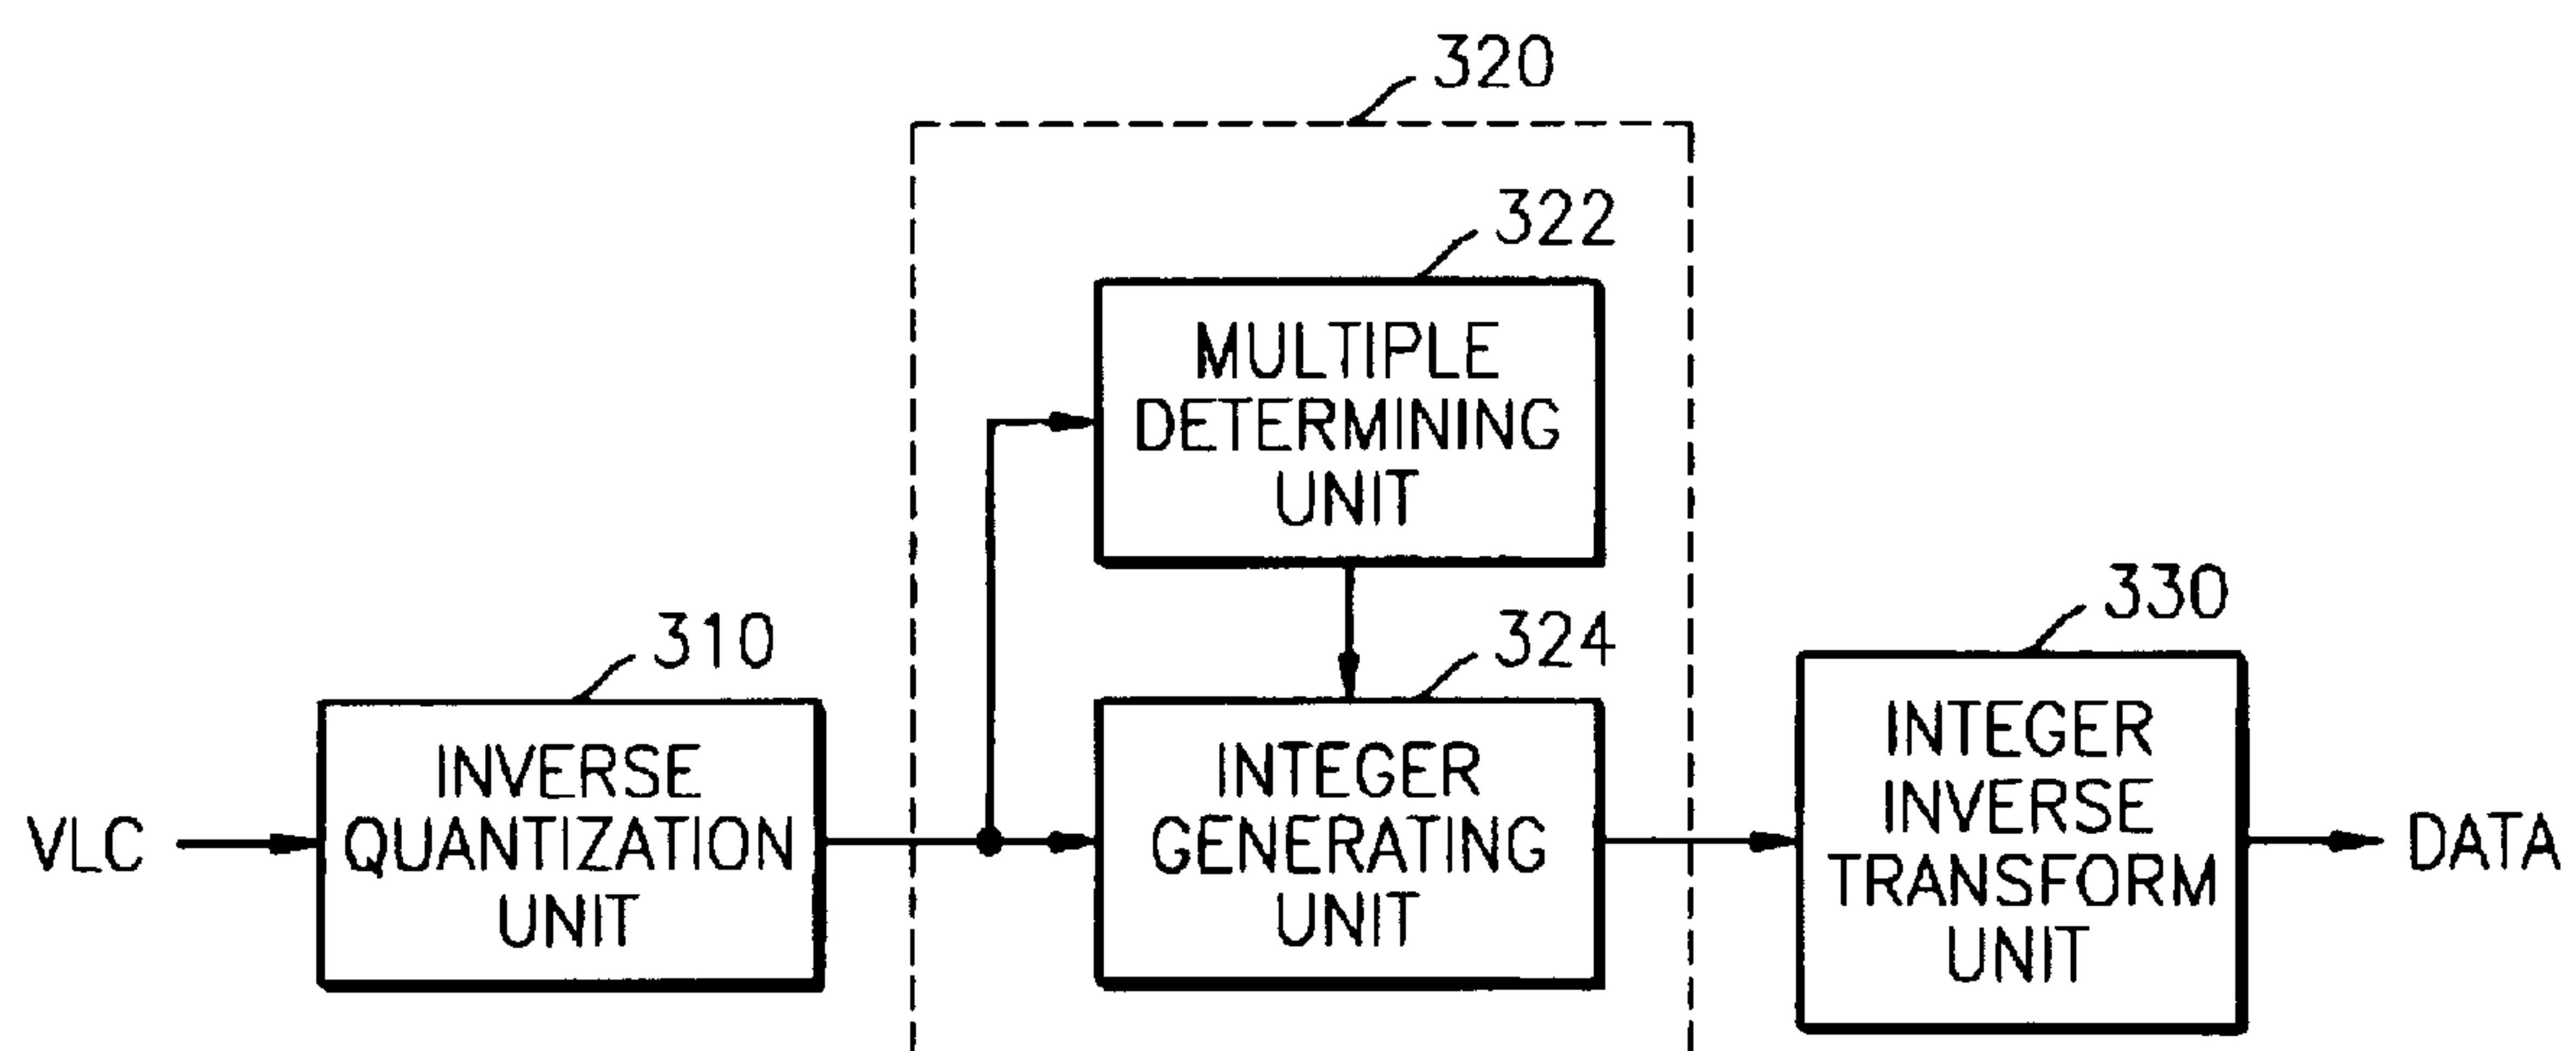 320
322
MULTIPLE
DETERMINING
UNIT
310
324
330
INVERSE
QUANTIZATION
UNIT
INTEGER
GENERATING
UNIT
INTEGER
INVERSE
TRANSFORM
UNIT
VLC
DATA